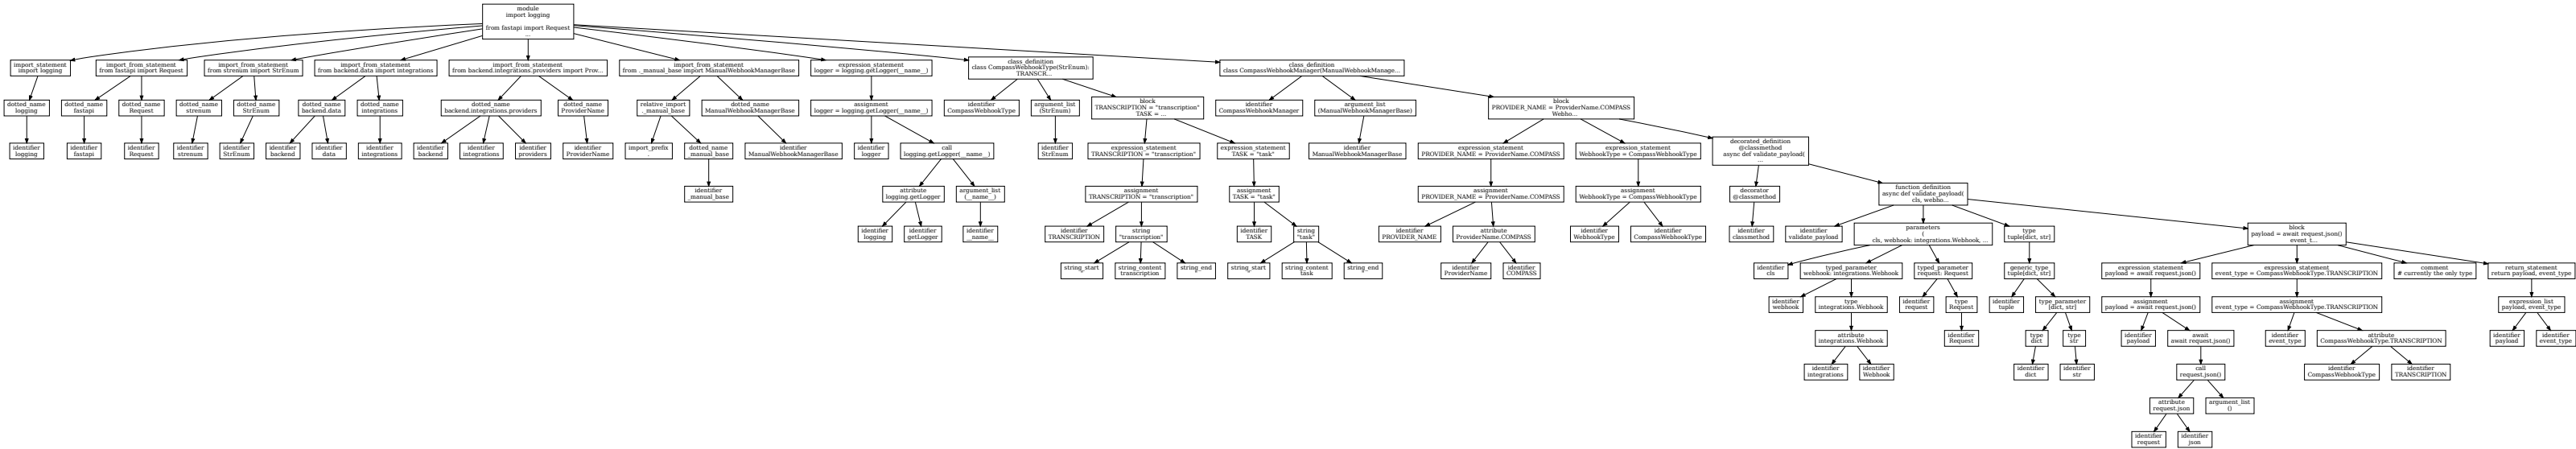 module
import logging
from fastapi import Request
...
import_statement
import logging
import_from_statement
from fastapi import Request
import_from_statement
from strenum import StrEnum
import_from_statement
from backend.data import integrations
import_from_statement
from backend.integrations.providers import Prov...
import_from_statement
from ._manual_base import ManualWebhookManagerBase
expression_statement
logger = logging.getLogger(__name__)
class_definition
class CompassWebhookType(StrEnum):
TRANSCR...
class_definition
class CompassWebhookManager(ManualWebhookManage...
dotted_name
logging
dotted_name
fastapi
dotted_name
Request
dotted_name
strenum
dotted_name
StrEnum
dotted_name
backend.data
dotted_name
integrations
dotted_name
backend.integrations.providers
dotted_name
ProviderName
relative_import
._manual_base
dotted_name
ManualWebhookManagerBase
assignment
logger = logging.getLogger(__name__)
identifier
CompassWebhookType
argument_list
(StrEnum)
block
TRANSCRIPTION = "transcription"
TASK = ...
identifier
CompassWebhookManager
argument_list
(ManualWebhookManagerBase)
block
PROVIDER_NAME = ProviderName.COMPASS
Webho...
identifier
logging
identifier
fastapi
identifier
Request
identifier
strenum
identifier
StrEnum
identifier
backend
identifier
data
identifier
integrations
identifier
backend
identifier
integrations
identifier
providers
identifier
ProviderName
import_prefix
.
dotted_name
_manual_base
identifier
ManualWebhookManagerBase
identifier
logger
call
logging.getLogger(__name__)
identifier
StrEnum
expression_statement
TRANSCRIPTION = "transcription"
expression_statement
TASK = "task"
identifier
ManualWebhookManagerBase
expression_statement
PROVIDER_NAME = ProviderName.COMPASS
expression_statement
WebhookType = CompassWebhookType
decorated_definition
@classmethod
async def validate_payload(
...
identifier
_manual_base
attribute
logging.getLogger
argument_list
(__name__)
assignment
TRANSCRIPTION = "transcription"
assignment
TASK = "task"
assignment
PROVIDER_NAME = ProviderName.COMPASS
assignment
WebhookType = CompassWebhookType
decorator
@classmethod
function_definition
async def validate_payload(
cls, webho...
identifier
logging
identifier
getLogger
identifier
__name__
identifier
TRANSCRIPTION
string
"transcription"
identifier
TASK
string
"task"
identifier
PROVIDER_NAME
attribute
ProviderName.COMPASS
identifier
WebhookType
identifier
CompassWebhookType
identifier
classmethod
identifier
validate_payload
parameters
(
cls, webhook: integrations.Webhook, ...
type
tuple[dict, str]
block
payload = await request.json()
event_t...
string_start
string_content
transcription
string_end
string_start
string_content
task
string_end
identifier
ProviderName
identifier
COMPASS
identifier
cls
typed_parameter
webhook: integrations.Webhook
typed_parameter
request: Request
generic_type
tuple[dict, str]
expression_statement
payload = await request.json()
expression_statement
event_type = CompassWebhookType.TRANSCRIPTION
comment
# currently the only type
return_statement
return payload, event_type
identifier
webhook
type
integrations.Webhook
identifier
request
type
Request
identifier
tuple
type_parameter
[dict, str]
assignment
payload = await request.json()
assignment
event_type = CompassWebhookType.TRANSCRIPTION
expression_list
payload, event_type
attribute
integrations.Webhook
identifier
Request
type
dict
type
str
identifier
payload
await
await request.json()
identifier
event_type
attribute
CompassWebhookType.TRANSCRIPTION
identifier
payload
identifier
event_type
identifier
integrations
identifier
Webhook
identifier
dict
identifier
str
call
request.json()
identifier
CompassWebhookType
identifier
TRANSCRIPTION
attribute
request.json
argument_list
()
identifier
request
identifier
json